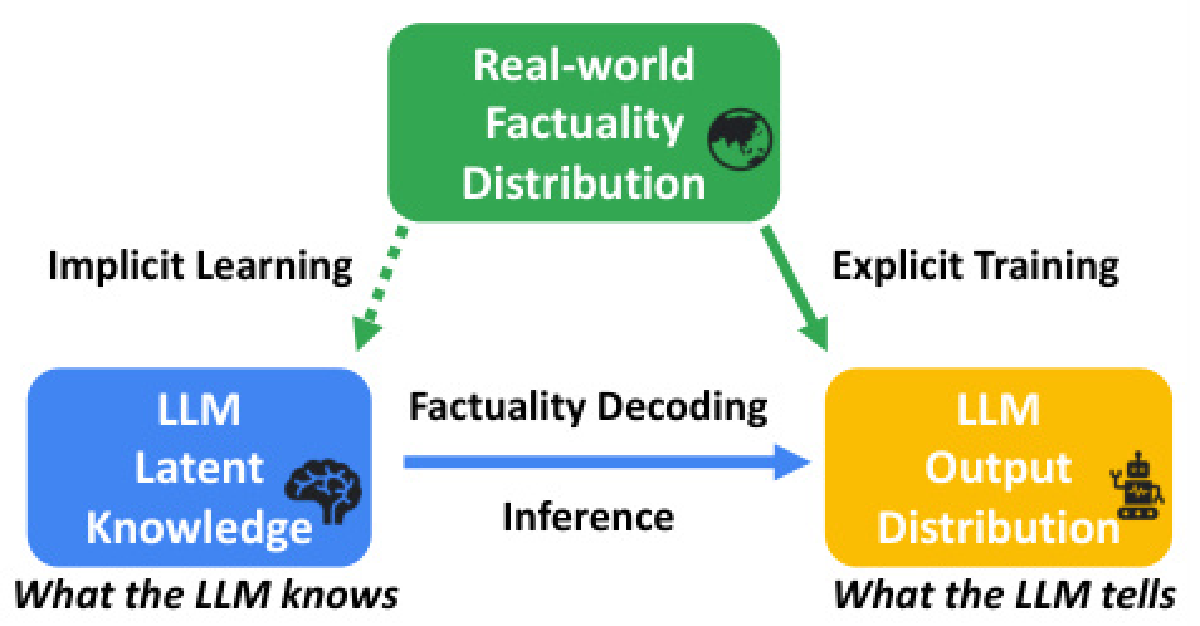 Real-world
Factuality
Distribution
Implicit Learning
Explicit Training
LLM
Latent
Knowledge
Factuality Decoding
Inference
LLM
Output
Distribution
What the LLM knows
What the LLM tells